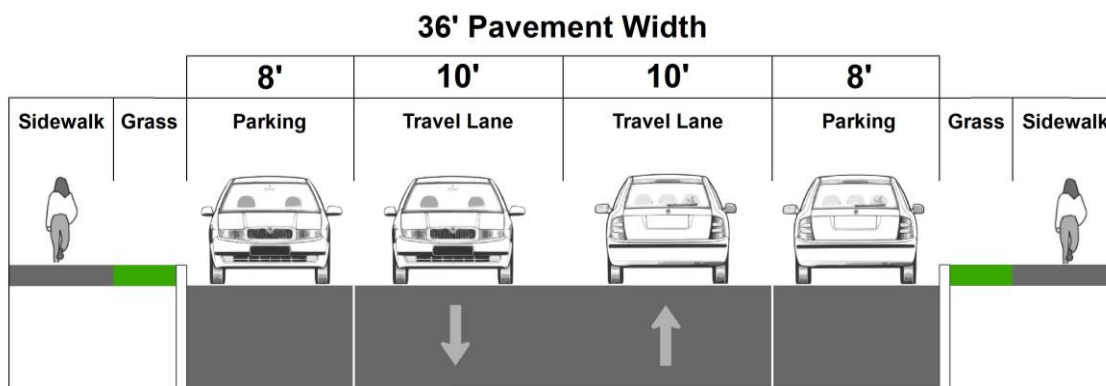 36' Pavement Width
8' 10' 10' 8'
Sidewalk Grass Parking Travel Lane Travel Lane Parking Grass Sidewalk